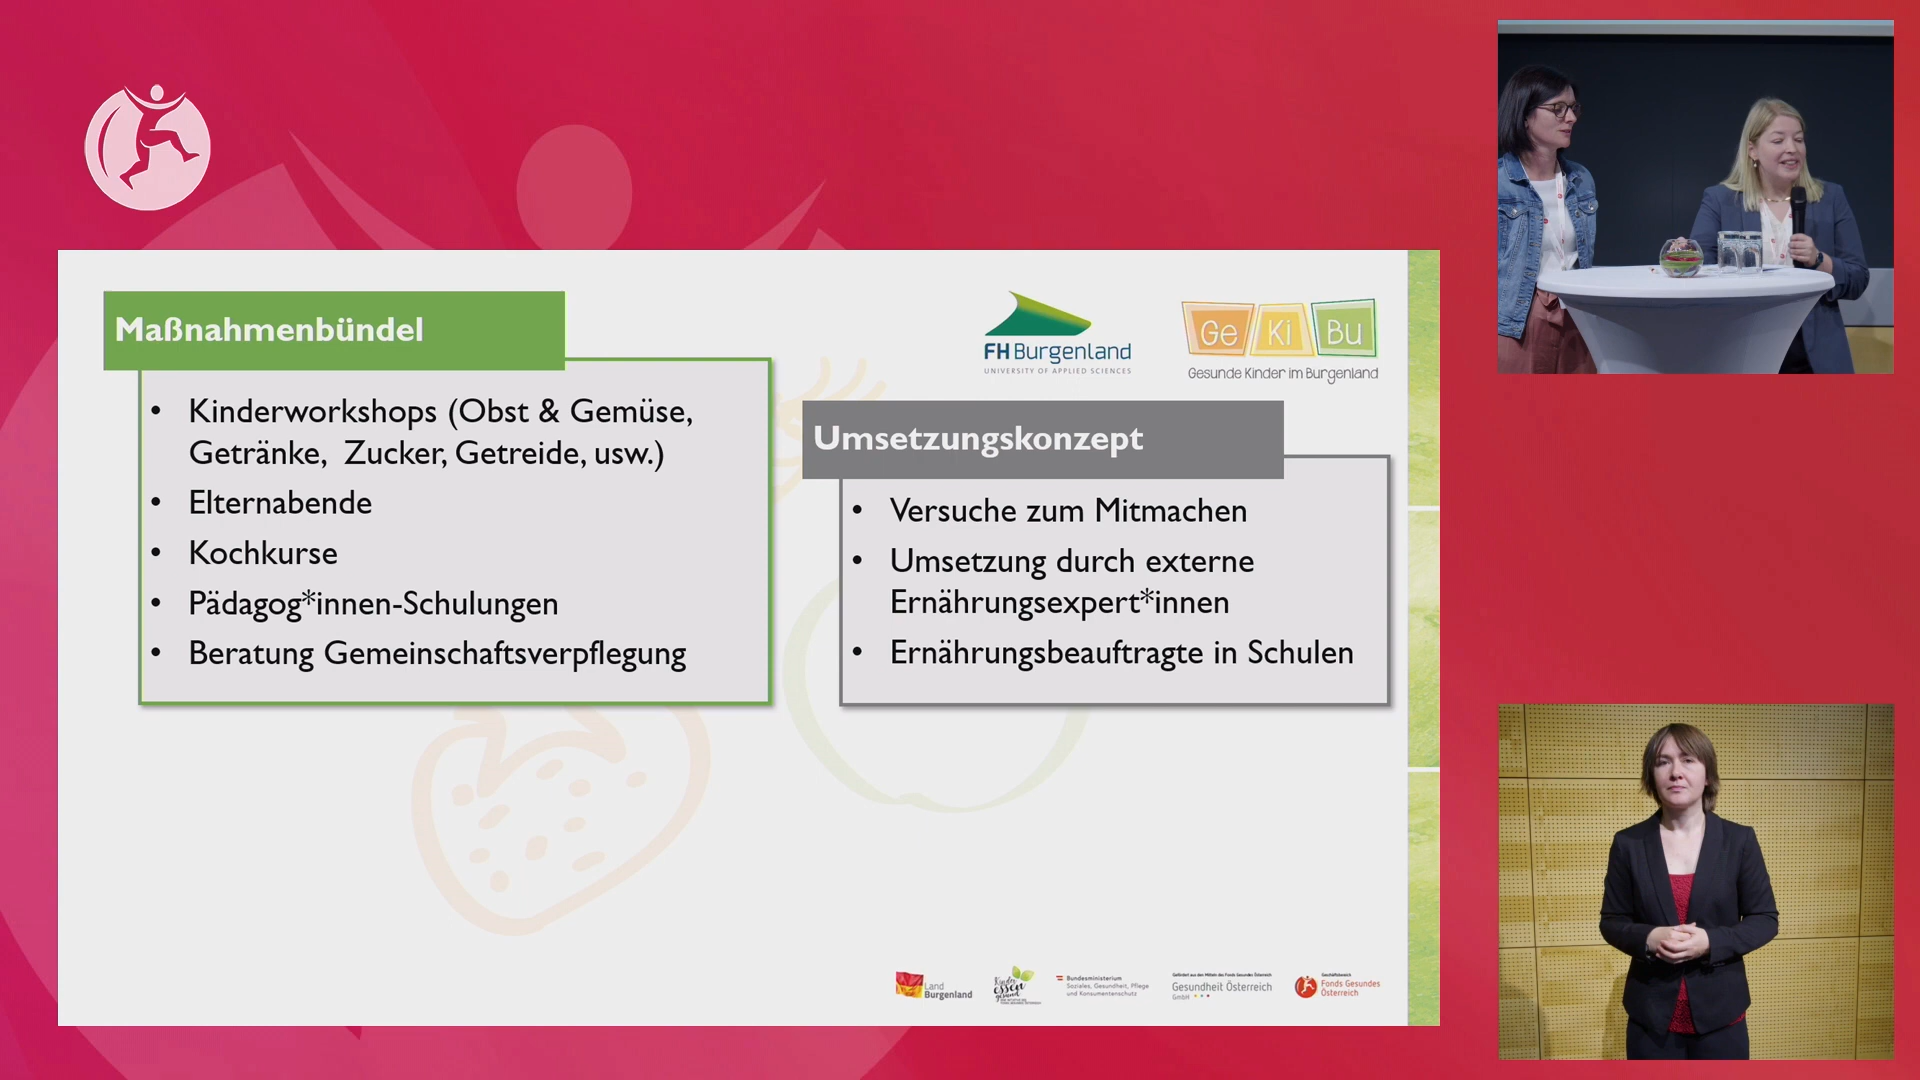 Maßnahmenbündel
• Kinderworkshops (Obst & Gemüse,
Getränke, Zucker, Getreide, usw.)
• Elternabende
• Kochkurse
• Pädagog*innen-Schulungen
• Beratung Gemeinschaftsverpflegung
FH Burgenland
UNIVERSITY OF APPLIED SCIENCES
Ge Ki Bu
Gesunde Kinder im Burgenland
Umsetzungskonzept
• Versuche zum Mitmachen
• Umsetzung durch externe
Ernährungsexpert*innen
• Ernährungsbeauftragte in Schulen
Land
Burgenland
Kinder
essen
gesund
Bundesministerium
Soziales, Gesundheit, Pflege
und Konsumentenschutz
Gefördert aus den Mitteln des Fonds Gesundes Österreich
Gesundheit Österreich
GmbH
Geschäftsbereich
Fonds Gesundes
Österreich